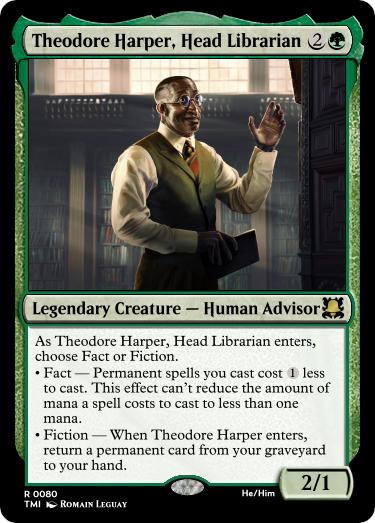 Theodore Harper, Head Librarian 2
Legendary Creature — Human Advisor
As Theodore Harper, Head Librarian enters,
choose Fact or Fiction.
• Fact — Permanent spells you cast cost 1 less
to cast. This effect can't reduce the amount of
mana a spell costs to cast to less than one
mana.
• Fiction — When Theodore Harper enters,
return a permanent card from your graveyard
to your hand.
2/1
R 0080
He/Him
TMI Romain Leguay